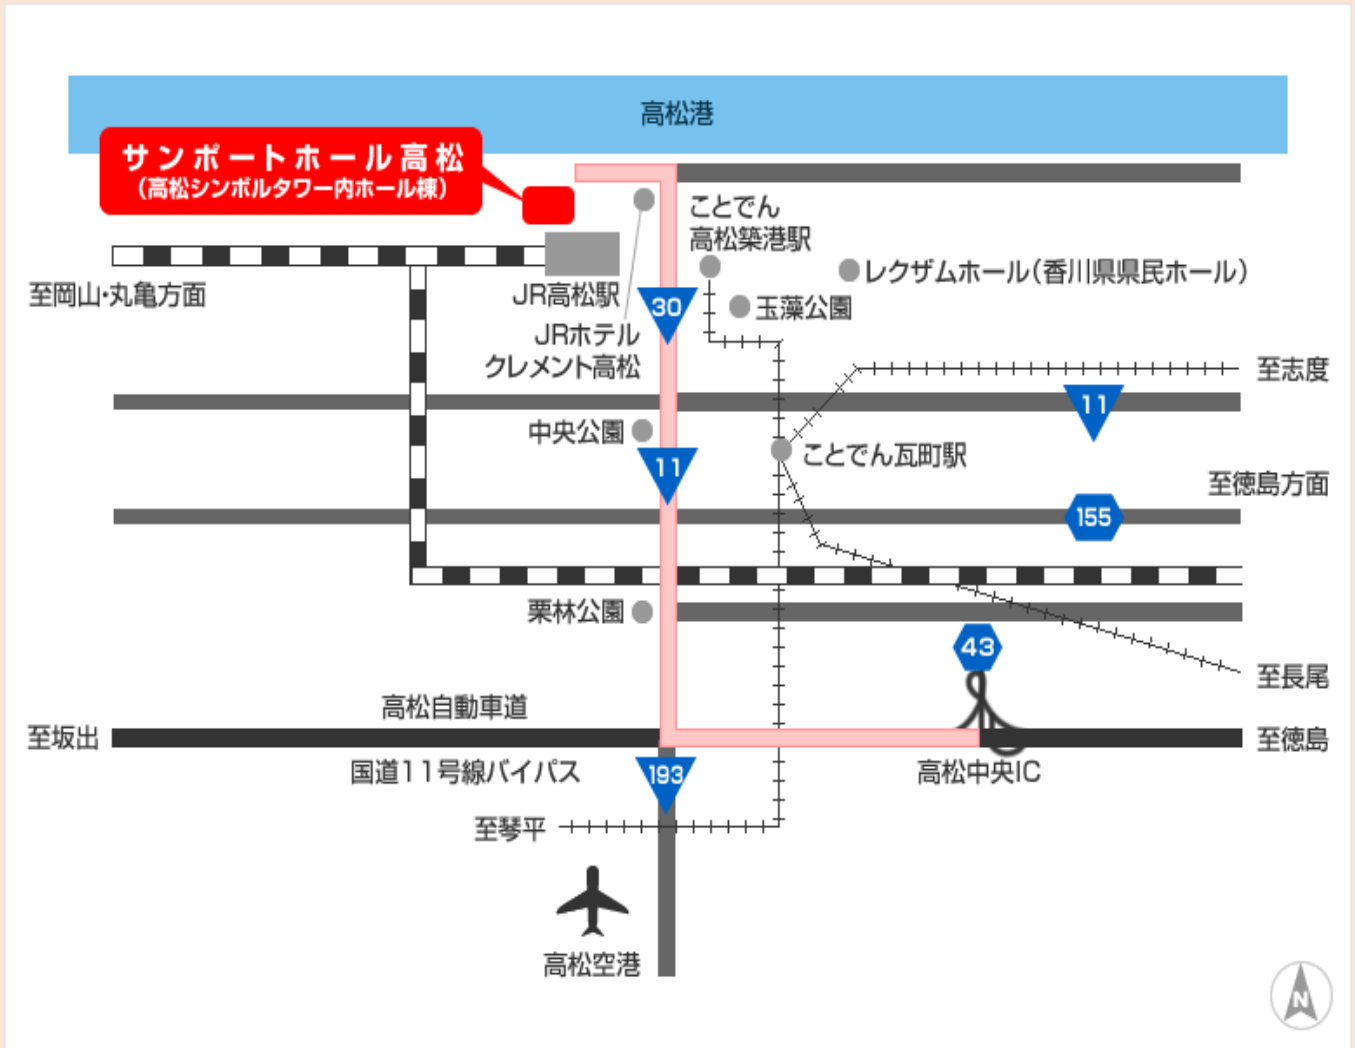 高松港
サンポートホール高松
（高松シンボルタワー内ホール棟）
ことでん
高松築港駅
レクザムホール（香川県県民ホール）
至岡山・丸亀方面
JR高松駅
30
玉藻公園
JRホテル
クレメント高松
至志度
11
中央公園
11
ことでん瓦町駅
至徳島方面
155
栗林公園
43
至長尾
高松自動車道
至坂出
至徳島
国道11号線バイパス
193
高松中央IC
至琴平
高松空港
N